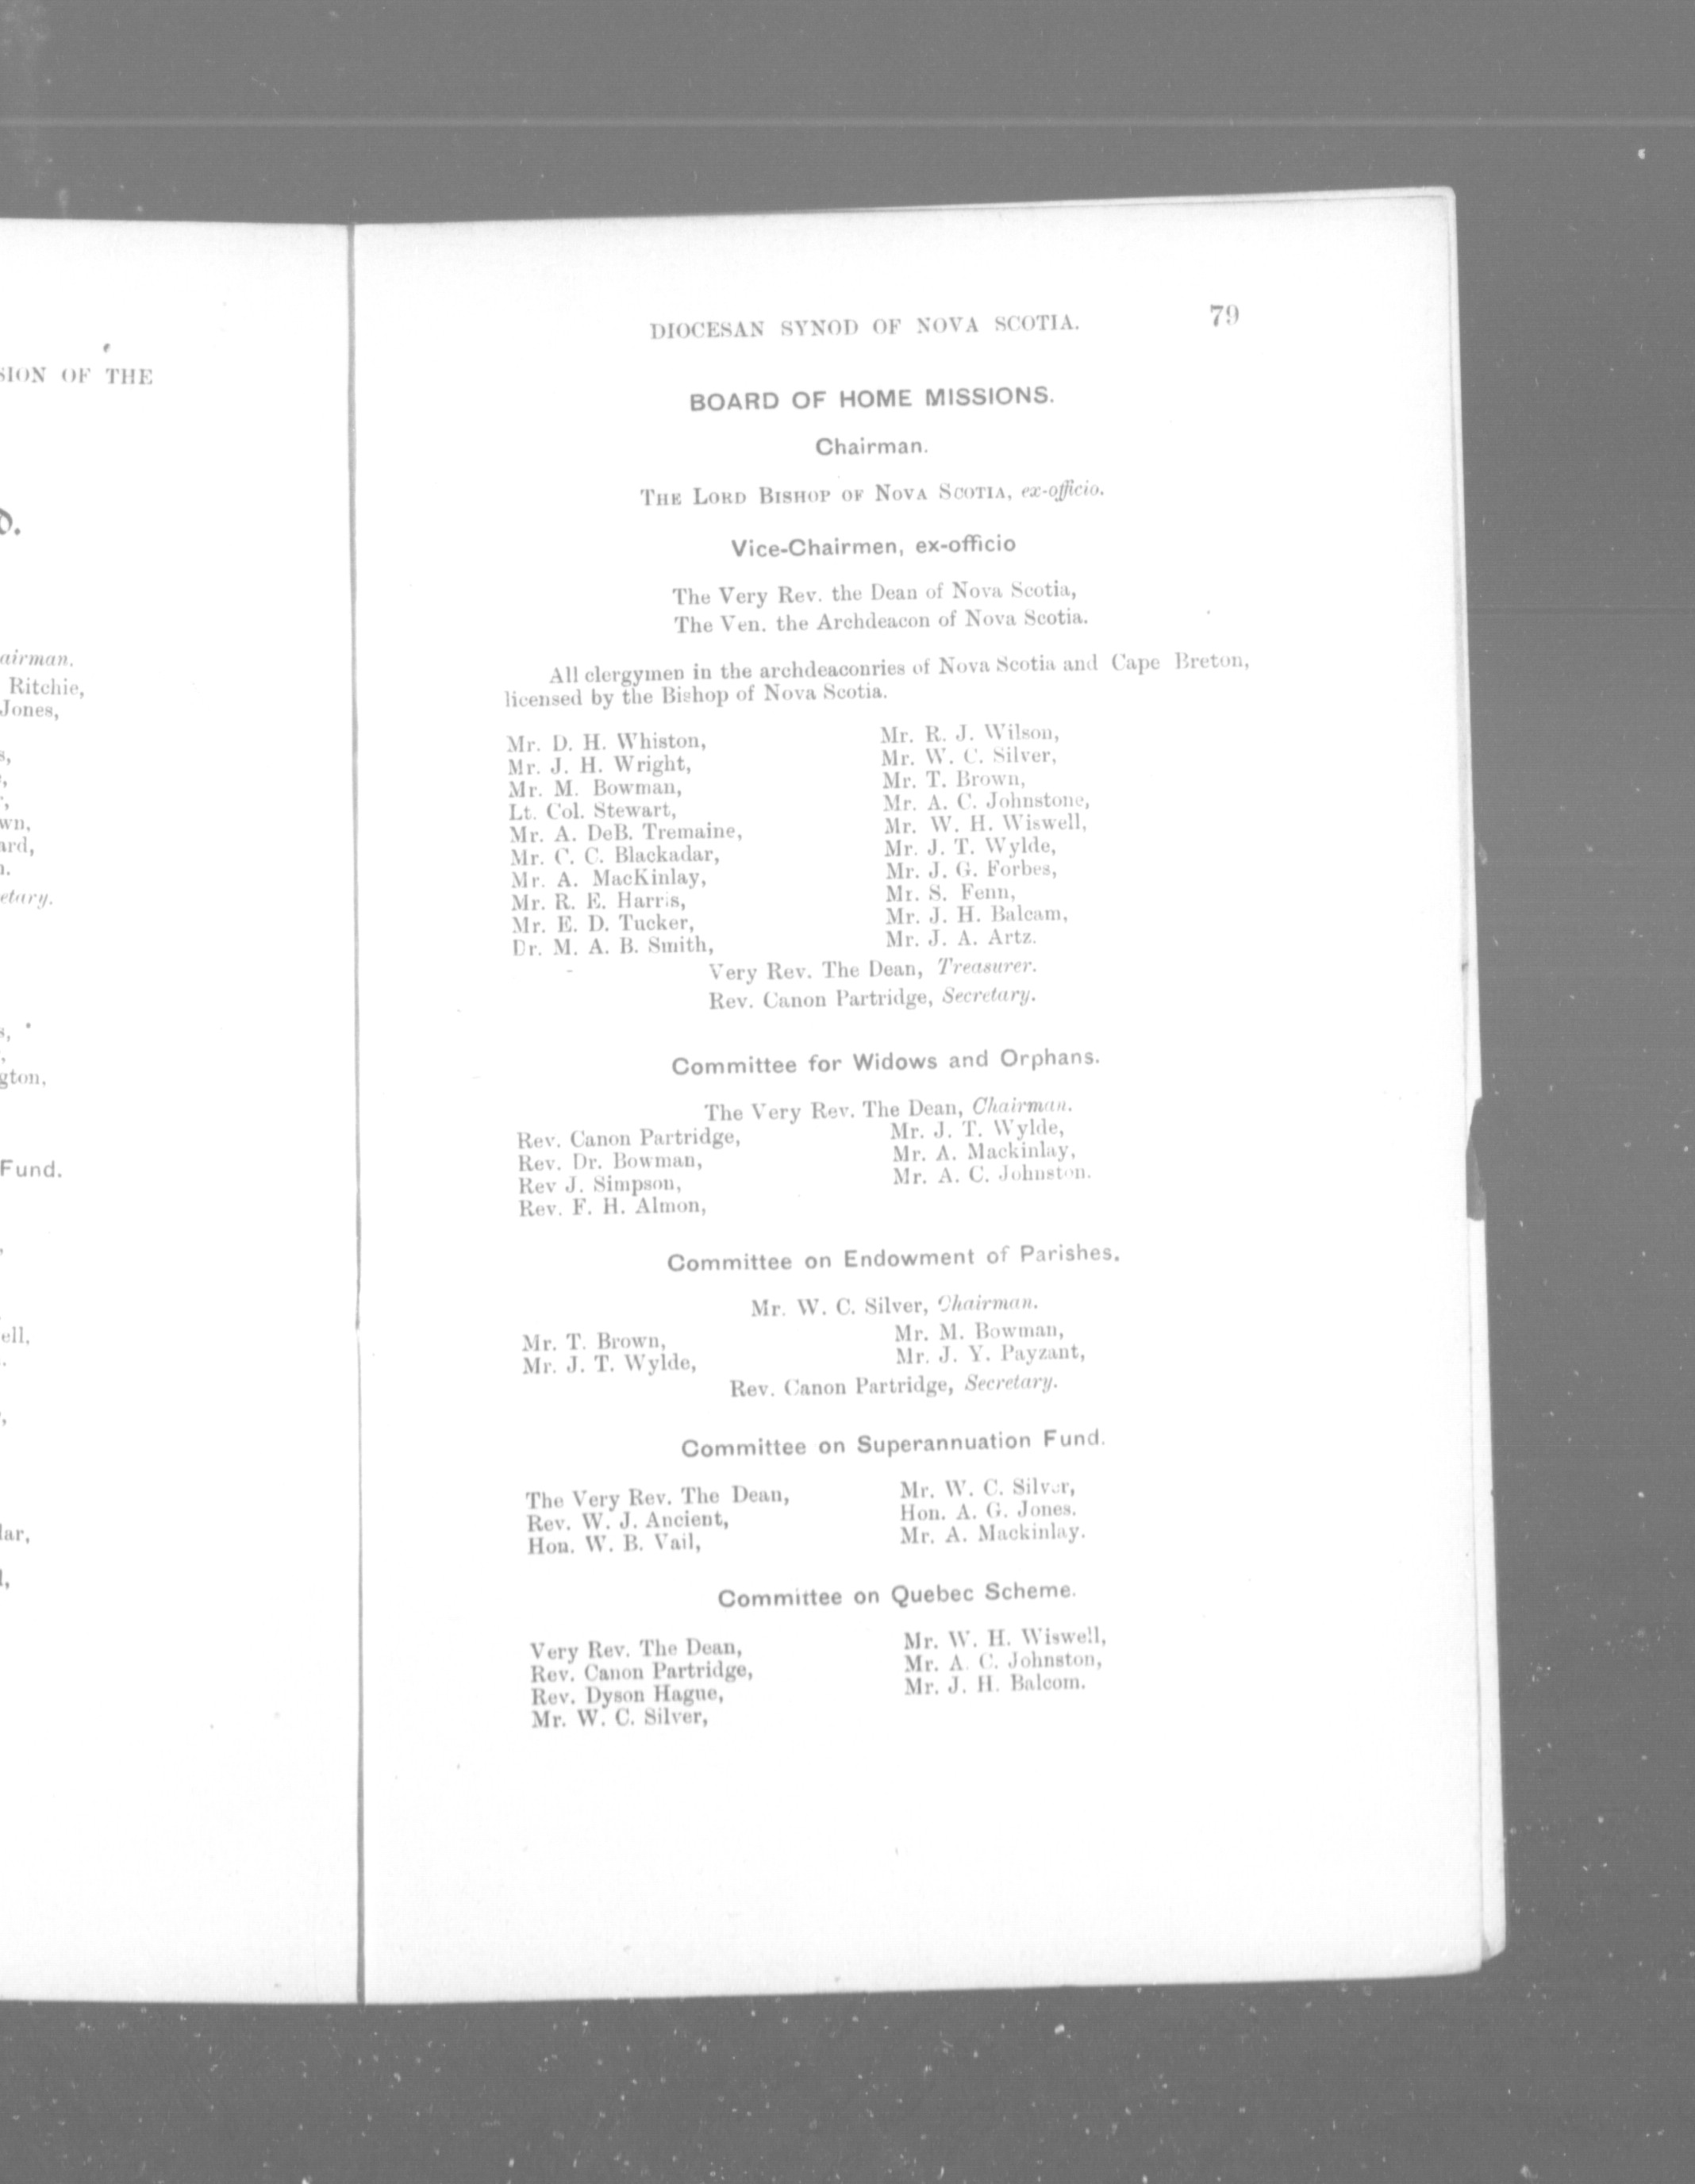 SION OF THE
airman.
Ritchie,
Jones,
wn,
ard,
etary.
gton,
Fund.
ell,
lar,
DIOCESAN SYNOD OF NOVA SCOTIA. 79
BOARD OF HOME MISSIONS.
Chairman.
THE LORD BISHOP OF NOVA SCOTIA, ex-officio.
Vice-Chairmen, ex-officio
The Very Rev. the Dean of Nova Scotia,
The Ven. the Archdeacon of Nova Scotia.
All clergymen in the archdeaconries of Nova Scotia and Cape Breton,
licensed by the Bishop of Nova Scotia.
Mr. D. H. Whiston,
Mr. J. H. Wright,
Mr. M. Bowman,
Lt. Col. Stewart,
Mr. A. DeB. Tremaine,
Mr. C. C. Blackadar,
Mr. A. MacKinlay,
Mr. R. E. Harris,
Mr. E. D. Tucker,
Dr. M. A. B. Smith,
Mr. R. J. Wilson,
Mr. W. C. Silver,
Mr. T. Brown,
Mr. A. C. Johnstone,
Mr. W. H. Wiswell,
Mr. J. T. Wylde,
Mr. J. G. Forbes,
Mr. S. Fenn,
Mr. J. H. Balcam,
Mr. J. A. Artz.
Very Rev. The Dean, Treasurer.
Rev. Canon Partridge, Secretary.
Committee for Widows and Orphans.
The Very Rev. The Dean, Chairman.
Rev. Canon Partridge,
Rev. Dr. Bowman,
Rev J. Simpson,
Rev. F. H. Almon,
Mr. J. T. Wylde,
Mr. A. Mackinlay,
Mr. A. C. Johnston.
Committee on Endowment of Parishes.
Mr. W. C. Silver, Chairman.
Mr. T. Brown,
Mr. J. T. Wylde,
Mr. M. Bowman,
Mr. J. Y. Payzant,
Rev. Canon Partridge, Secretary.
Committee on Superannuation Fund.
The Very Rev. The Dean,
Rev. W. J. Ancient,
Hon. W. B. Vail,
Mr. W. C. Silver,
Hon. A. G. Jones.
Mr. A. Mackinlay.
Committee on Quebec Scheme.
Very Rev. The Dean,
Rev. Canon Partridge,
Rev. Dyson Hague,
Mr. W. C. Silver,
Mr. W. H. Wiswell,
Mr. A. C. Johnston,
Mr. J. H. Balcom.